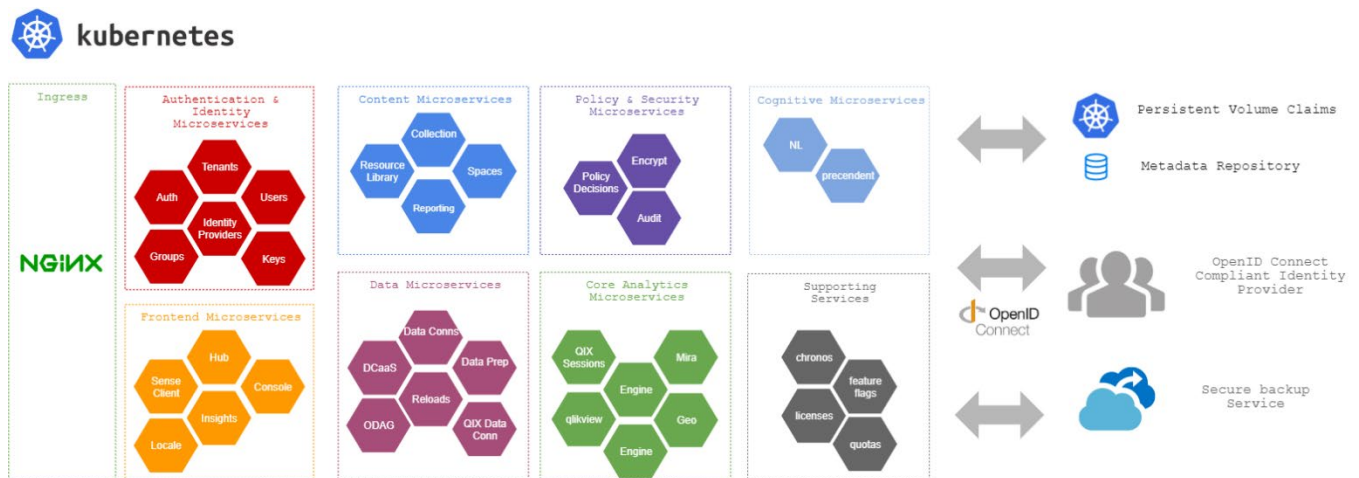 kubernetes
Ingress
NGINX
Authentication &
Identity
Microservices
Tenants
Auth
Users
Identity
Providers
Groups
Keys
Content Microservices
Collection
Resource
Library
Spaces
Reporting
Policy & Security
Microservices
Encrypt
Policy
Decisions
Audit
Cognitive Microservices
NL
precendent
Frontend Microservices
Hub
Sense
Client
Console
Insights
Locale
Data Microservices
Data Conns
DCaaS
Data Prep
Reloads
ODAG
QIX Data
Conn
Core Analytics
Microservices
QIX
Sessions
Mira
Engine
qlikview
Geo
Engine
Supporting
Services
chronos
feature
flags
licenses
quotas
Persistent Volume Claims
Metadata Repository
OpenID
Connect
OpenID Connect
Compliant Identity
Provider
Secure backup
Service